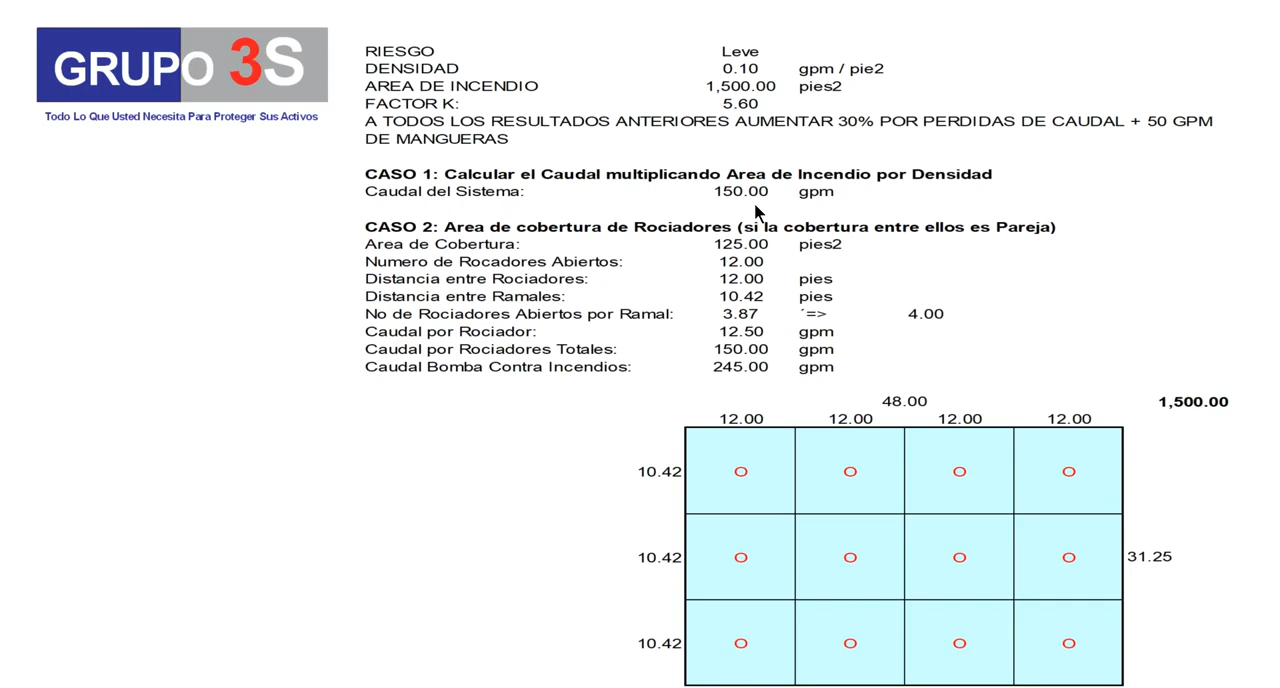 GRUPO 3S
Todo Lo Que Usted Necesita Para Proteger Sus Activos
RIESGO Leve
DENSIDAD 0.10 gpm / pie2
AREA DE INCENDIO 1,500.00 pies2
FACTOR K: 5.60
A TODOS LOS RESULTADOS ANTERIORES AUMENTAR 30% POR PERDIDAS DE CAUDAL + 50 GPM
DE MANGUERAS
CASO 1: Calcular el Caudal multiplicando Area de Incendio por Densidad
Caudal del Sistema: 150.00 gpm
CASO 2: Area de cobertura de Rociadores (si la cobertura entre ellos es Pareja)
Area de Cobertura: 125.00 pies2
Numero de Rocadores Abiertos: 12.00
Distancia entre Rociadores: 12.00 pies
Distancia entre Ramales: 10.42 pies
No de Rociadores Abiertos por Ramal: 3.87 ´=> 4.00
Caudal por Rociador: 12.50 gpm
Caudal por Rociadores Totales: 150.00 gpm
Caudal Bomba Contra Incendios: 245.00 gpm
48.00 1,500.00
12.00 12.00 12.00 12.00
10.42 O O O O
10.42 O O O O 31.25
10.42 O O O O